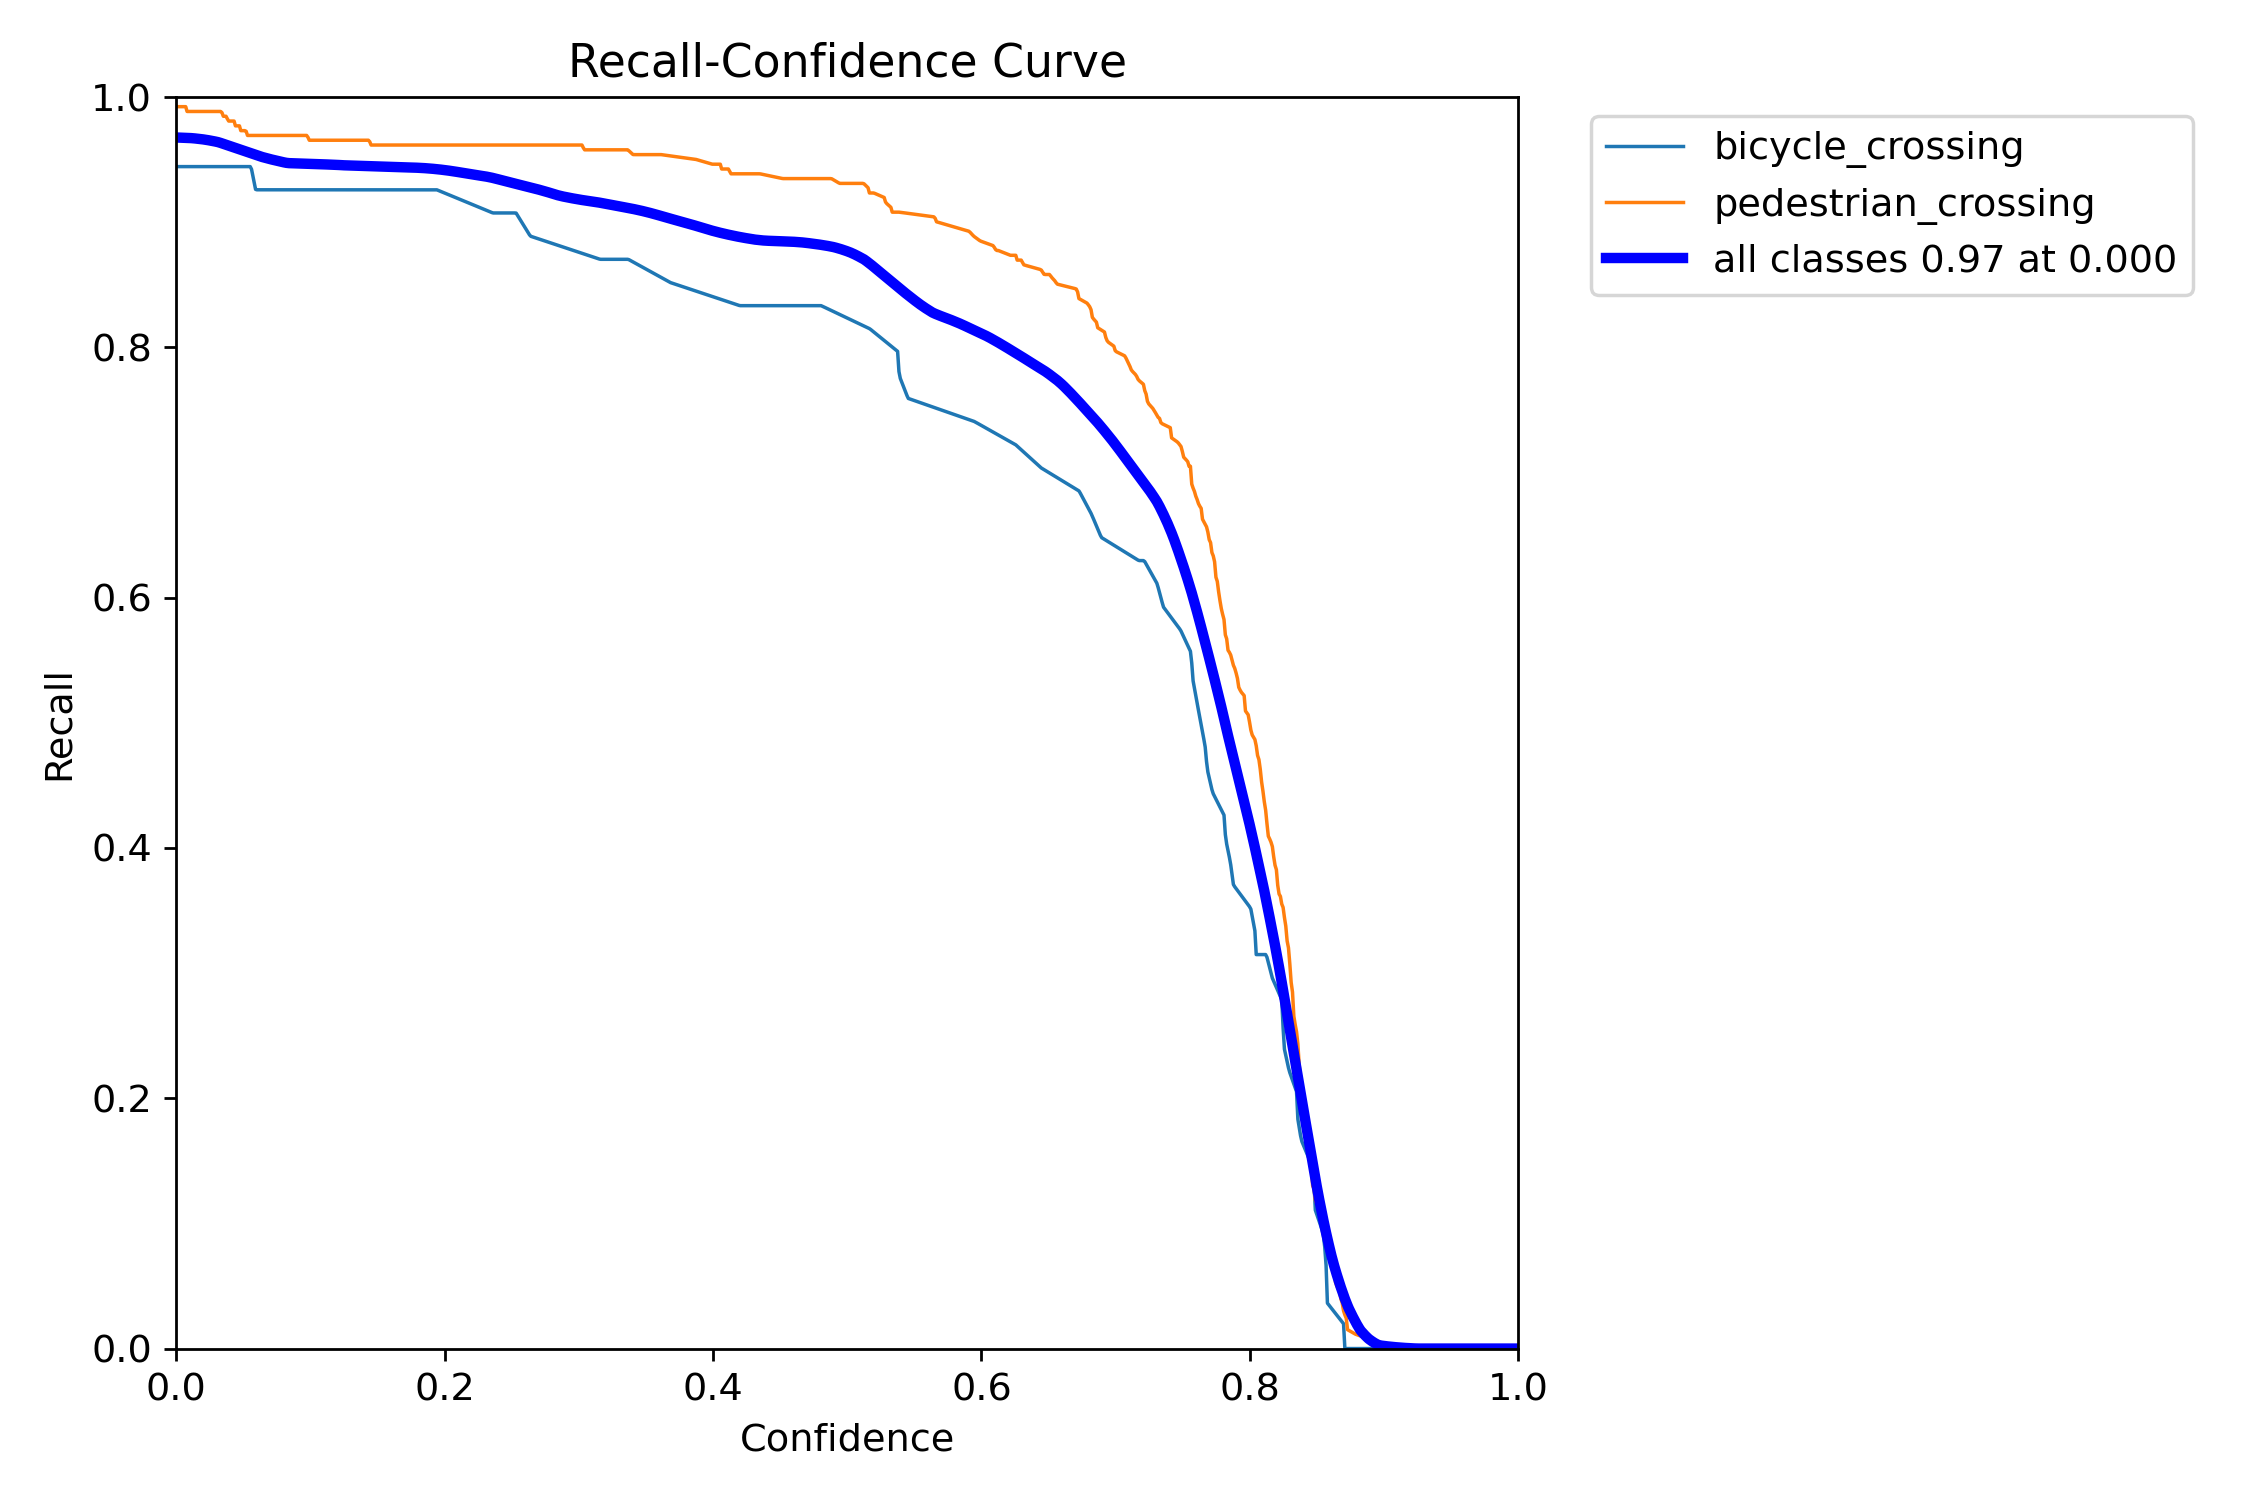 Recall-Confidence Curve
1.0
0.8
0.6
0.4
0.2
0.0
Recall
0.0 0.2 0.4 0.6 0.8 1.0
Confidence
bicycle_crossing
pedestrian_crossing
all classes 0.97 at 0.000